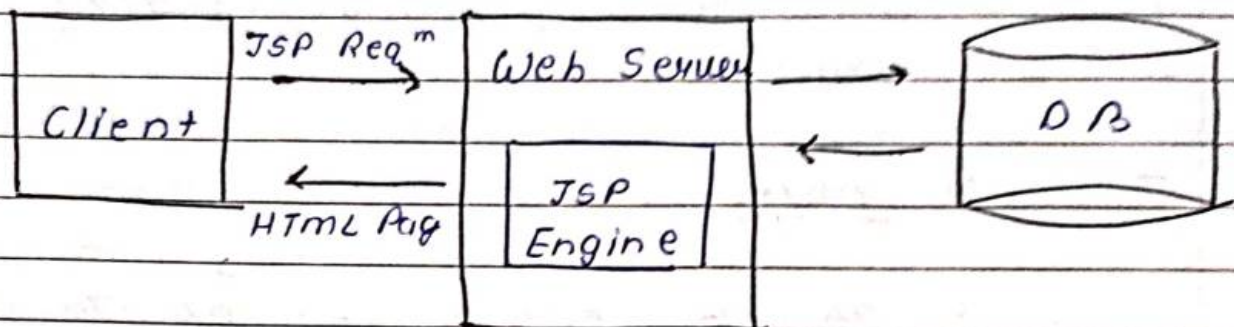 JSP Reqᵐ
Web Server
Client
DB
HTML Pag
JSP
Engine